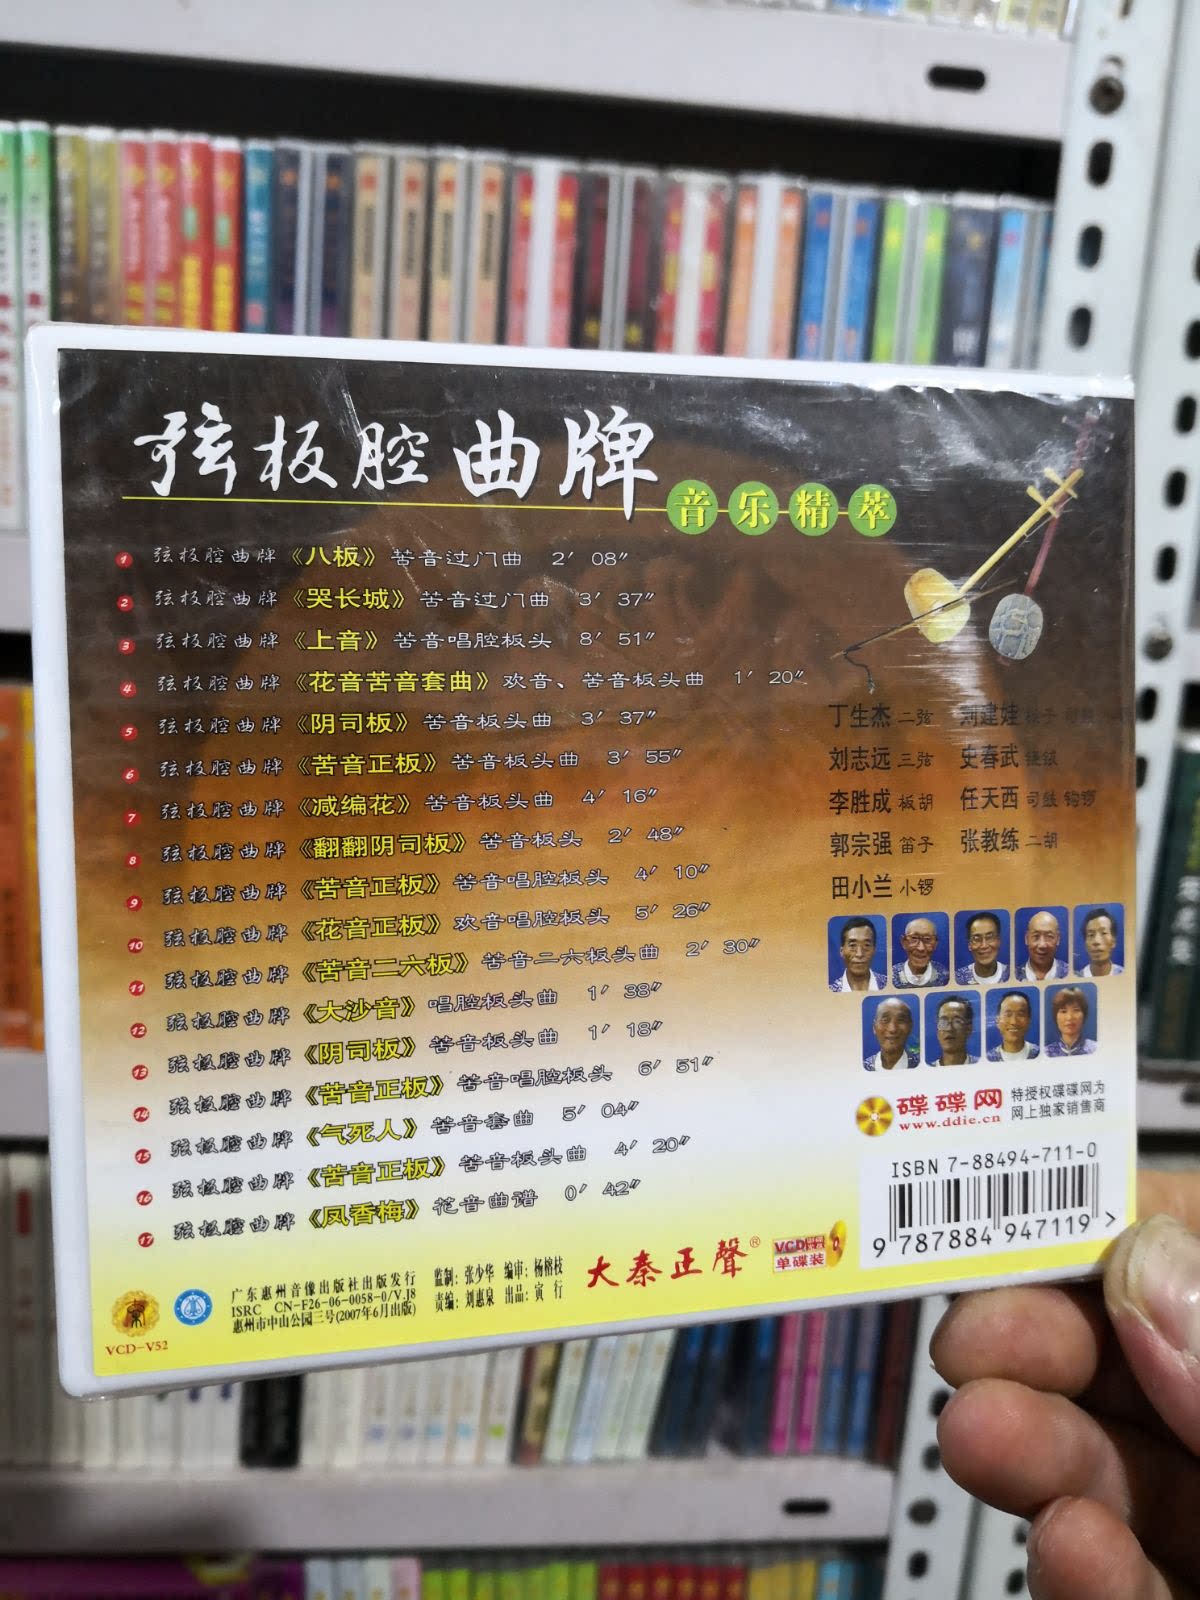 弦板腔曲牌
音乐精萃
1 弦板腔曲牌《八板》苦音过门曲 2′08″
2 弦板腔曲牌《哭长城》苦音过门曲 3′37″
3 弦板腔曲牌《上音》苦音唱腔板头 8′51″
4 弦板腔曲牌《花音苦音套曲》欢音、苦音板头曲 1′20″
5 弦板腔曲牌《阴司板》苦音板头曲 3′37″
6 弦板腔曲牌《苦音正板》苦音板头曲 3′55″
7 弦板腔曲牌《减编花》苦音板头曲 4′16″
8 弦板腔曲牌《翻翻阴司板》苦音板头 2′48″
9 弦板腔曲牌《苦音正板》苦音唱腔板头 4′10″
10 弦板腔曲牌《花音正板》欢音唱腔板头 5′26″
11 弦板腔曲牌《苦音二六板》苦音二六板头曲 2′30″
12 弦板腔曲牌《大沙音》唱腔板头曲 1′38″
13 弦板腔曲牌《阴司板》苦音板头曲 1′18″
14 弦板腔曲牌《苦音正板》苦音唱腔板头 6′51″
15 弦板腔曲牌《气死人》苦音套曲 5′04″
16 弦板腔曲牌《苦音正板》苦音板头曲 4′20″
17 弦板腔曲牌《凤香梅》花音曲谱 0′42″
丁生杰 二弦 建娃
刘志远 三弦 史春武
李胜成 板胡 任天西 司鼓 钩锣
郭宗强 笛子 张教练 二胡
田小兰 小锣
碟碟网
www.ddie.cn
特授权碟碟网为
网上独家销售商
ISBN 7-88494-711-0
9 787884 947119 >
VCD-V52
广东惠州音像出版社出版发行
ISRC CN-F26-06-0058-0/V.J8
惠州市中山公园三号(2007年6月出版)
监制：张少华 编审：杨榕枝
责编：刘惠泉 出品：寅 行
大秦正聲®
VCD
单碟装